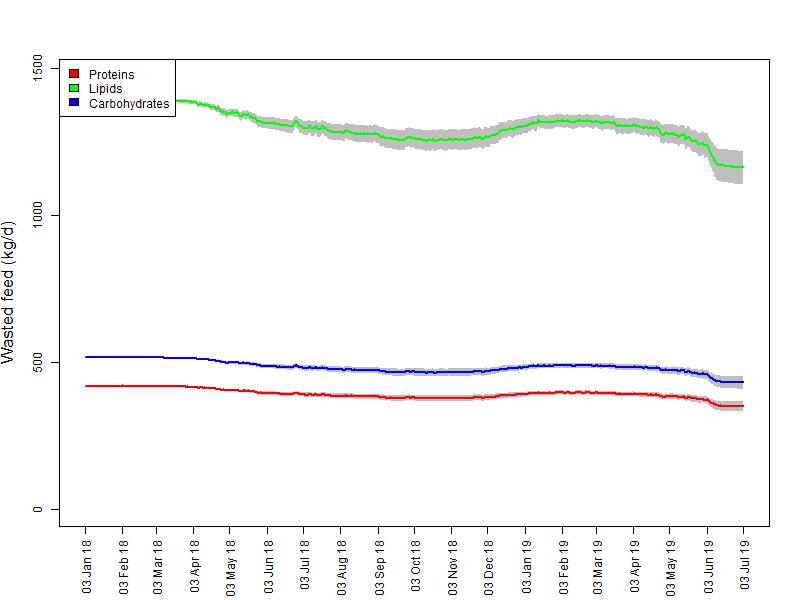 Proteins
Lipids
Carbohydrates
Wasted feed (kg/d)
1500
1000
500
0
03 Jan 18
03 Feb 18
03 Mar 18
03 Apr 18
03 May 18
03 Jun 18
03 Jul 18
03 Aug 18
03 Sep 18
03 Oct 18
03 Nov 18
03 Dec 18
03 Jan 19
03 Feb 19
03 Mar 19
03 Apr 19
03 May 19
03 Jun 19
03 Jul 19